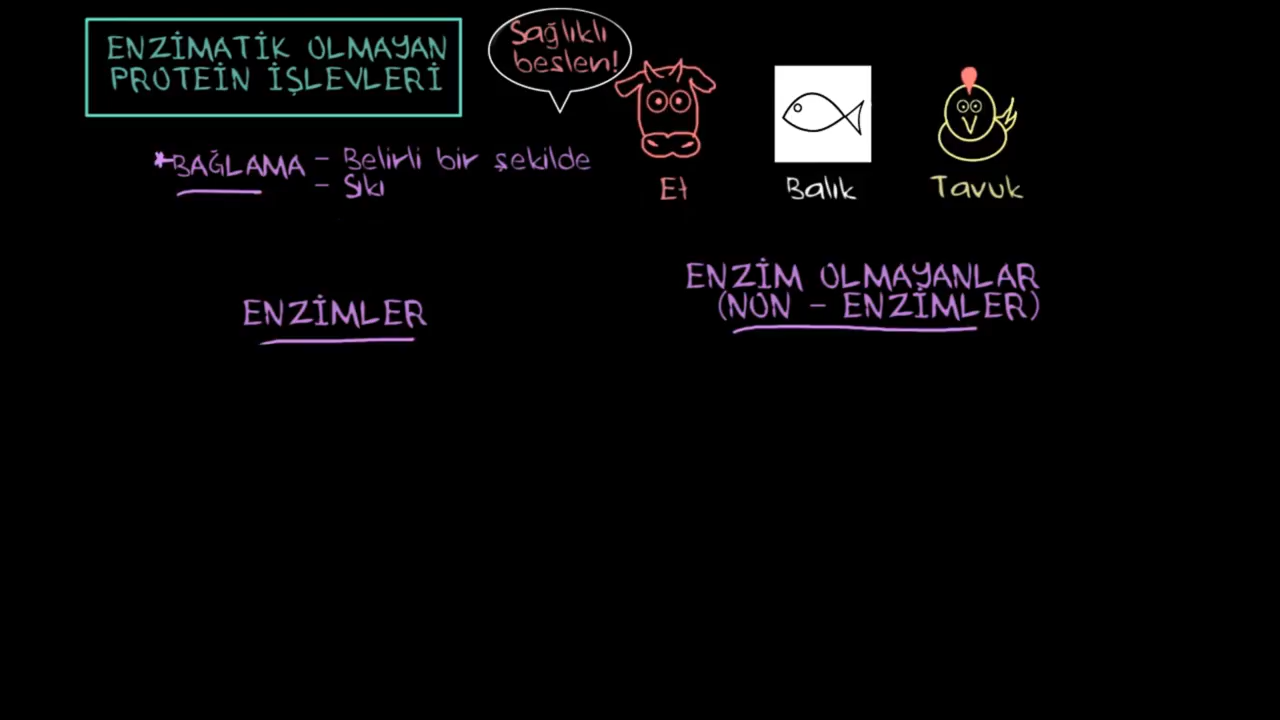 ENZİMATİK OLMAYAN
PROTEİN İŞLEVLERİ
Sağlıklı
beslen!
*BAĞLAMA - Belirli bir şekilde
- Sıkı
Et
Balık
Tavuk
ENZİMLER
ENZİM OLMAYANLAR
(NON - ENZİMLER)